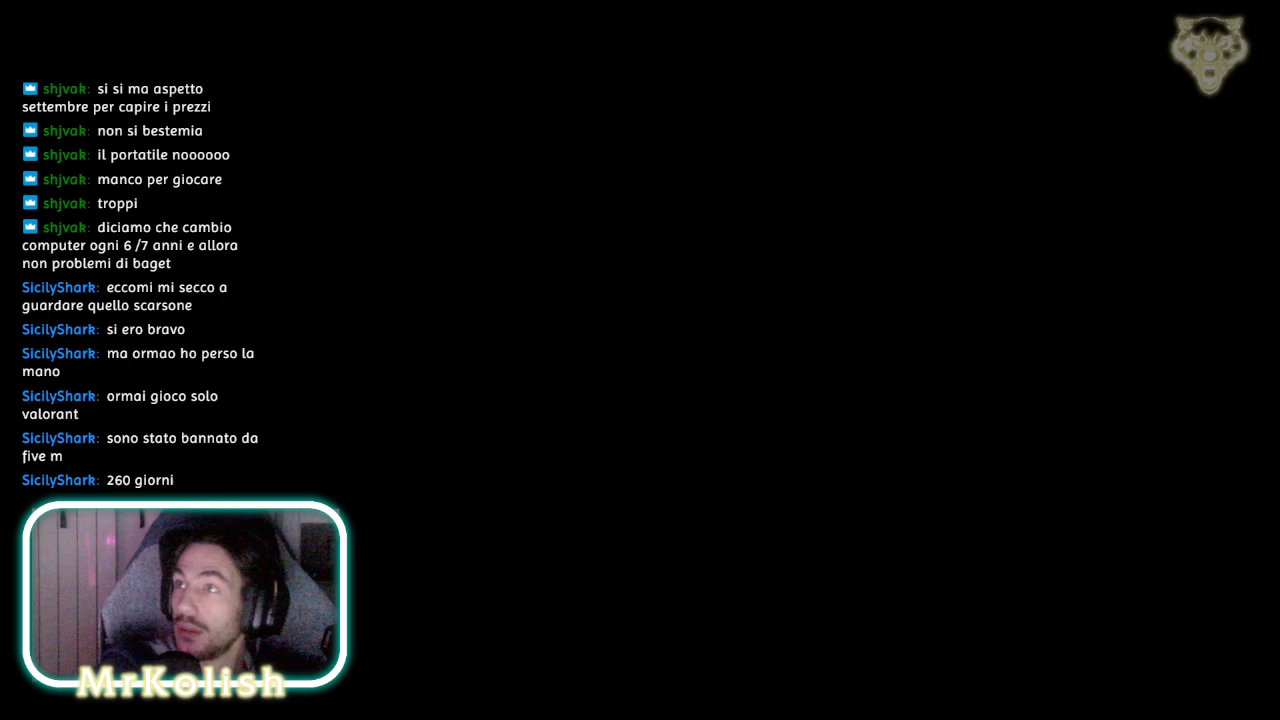 shjvak: si si ma aspetto
settembre per capire i prezzi
shjvak: non si bestemia
shjvak: il portatile noooooo
shjvak: manco per giocare
shjvak: troppi
shjvak: diciamo che cambio
computer ogni 6 /7 anni e allora
non problemi di baget
SicilyShark: eccomi mi secco a
guardare quello scarsone
SicilyShark: si ero bravo
SicilyShark: ma ormao ho perso la
mano
SicilyShark: ormai gioco solo
valorant
SicilyShark: sono stato bannato da
five m
SicilyShark: 260 giorni
MrKolish